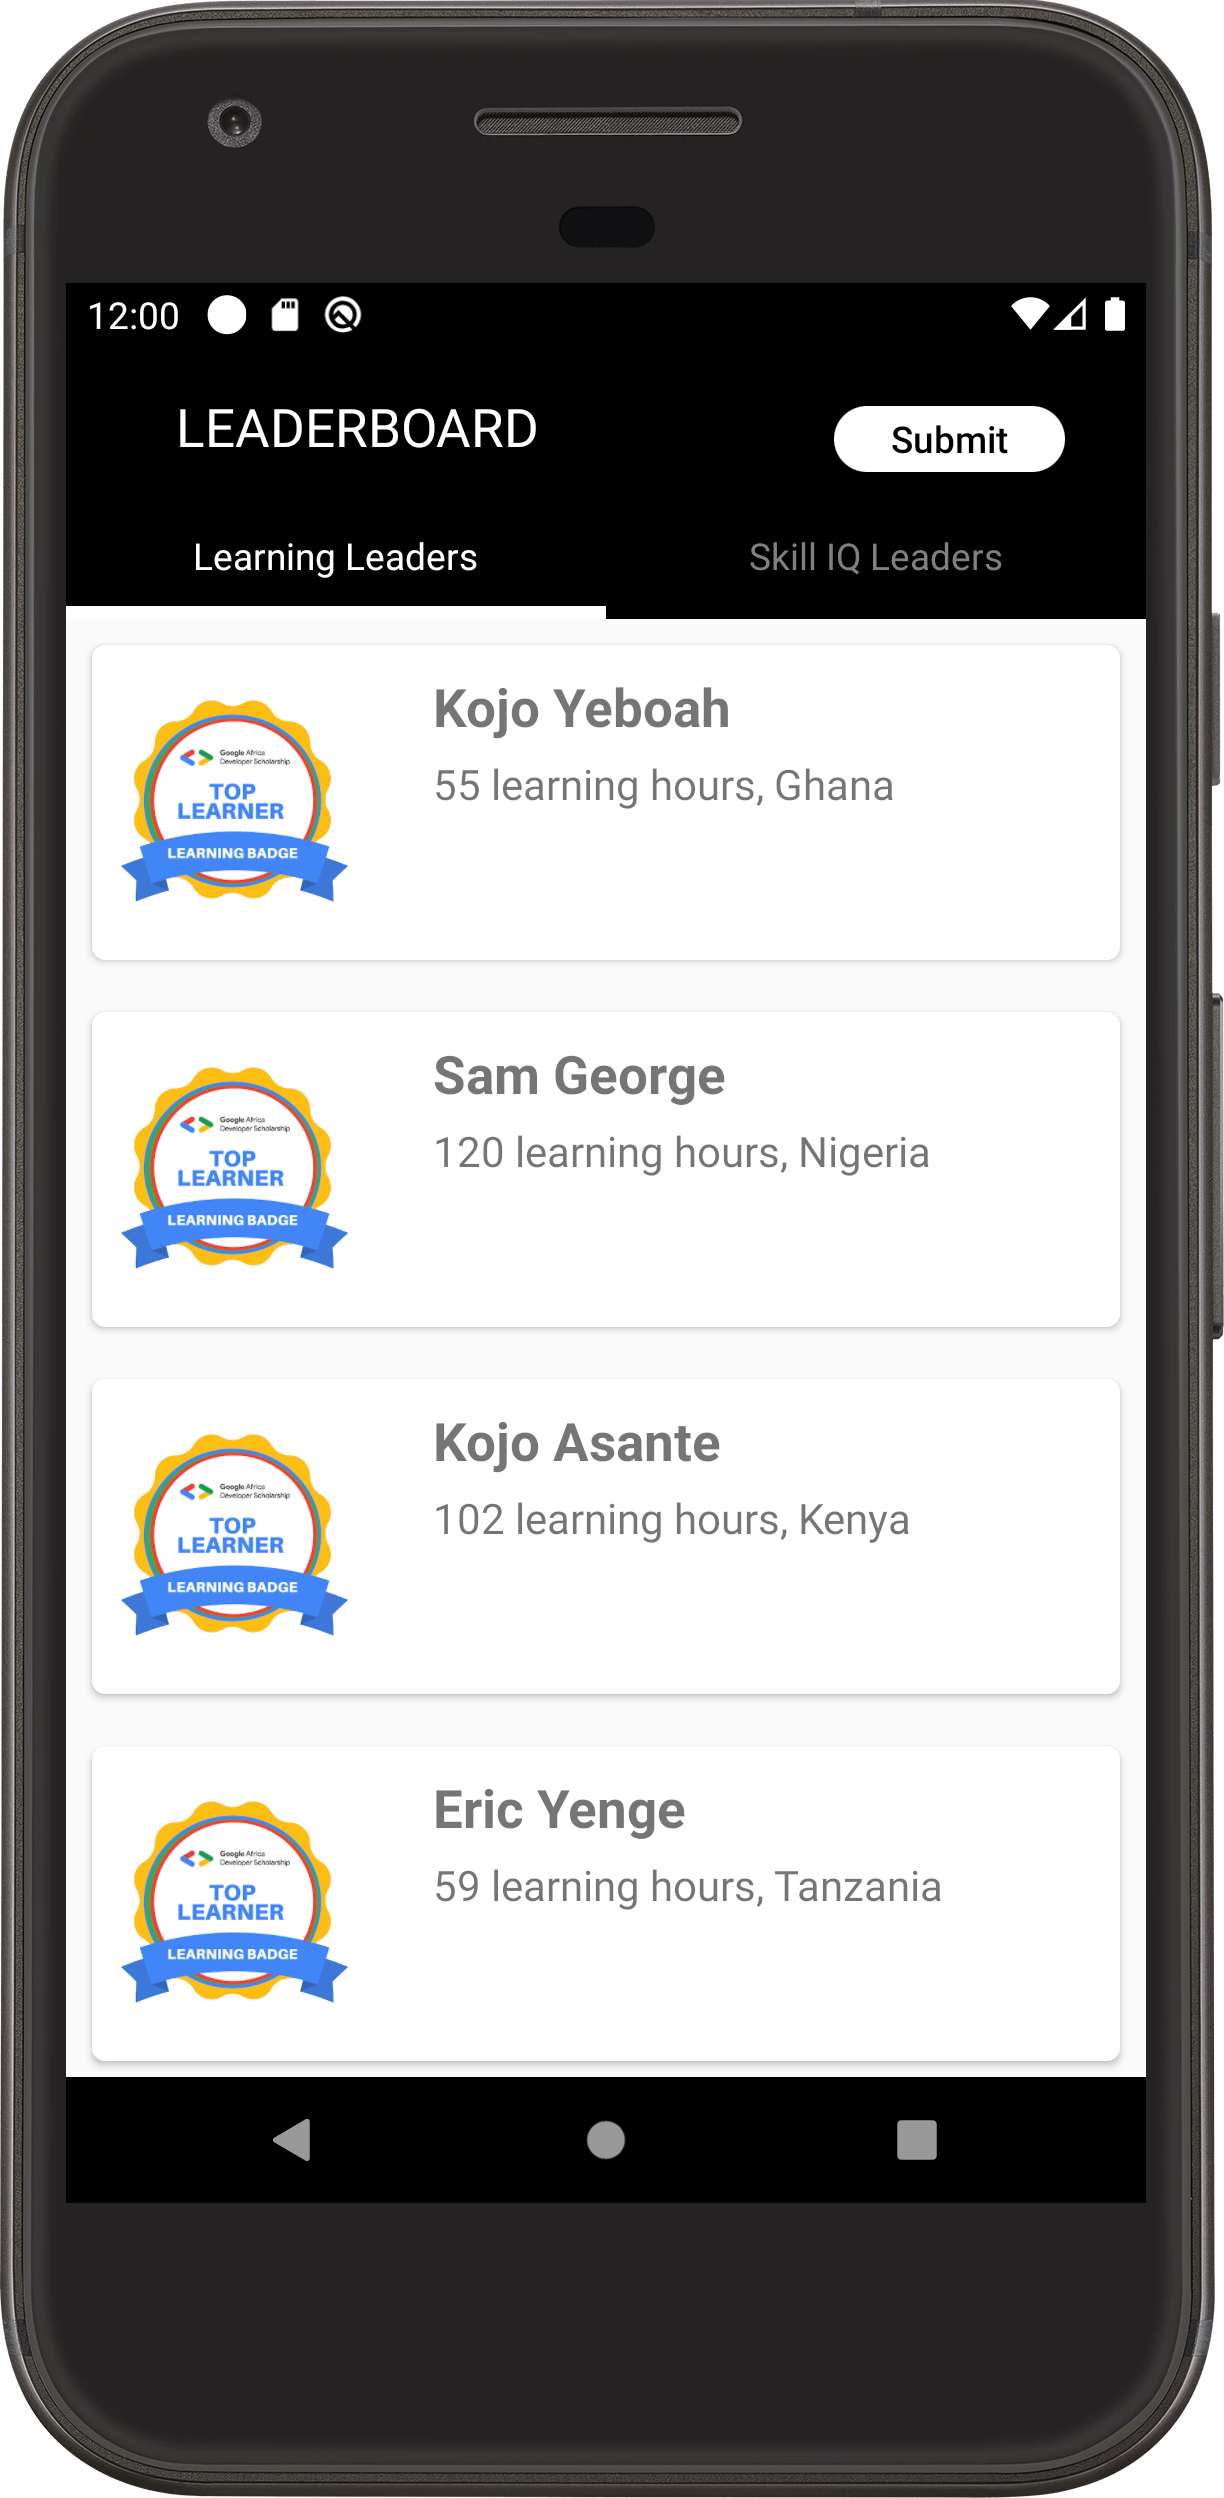 12:00
LEADERBOARD
Submit
Learning Leaders
Skill IQ Leaders
Google Africa
Developer Scholarship
TOP
LEARNER
LEARNING BADGE
Kojo Yeboah
55 learning hours, Ghana
Google Africa
Developer Scholarship
TOP
LEARNER
LEARNING BADGE
Sam George
120 learning hours, Nigeria
Google Africa
Developer Scholarship
TOP
LEARNER
LEARNING BADGE
Kojo Asante
102 learning hours, Kenya
Google Africa
Developer Scholarship
TOP
LEARNER
LEARNING BADGE
Eric Yenge
59 learning hours, Tanzania